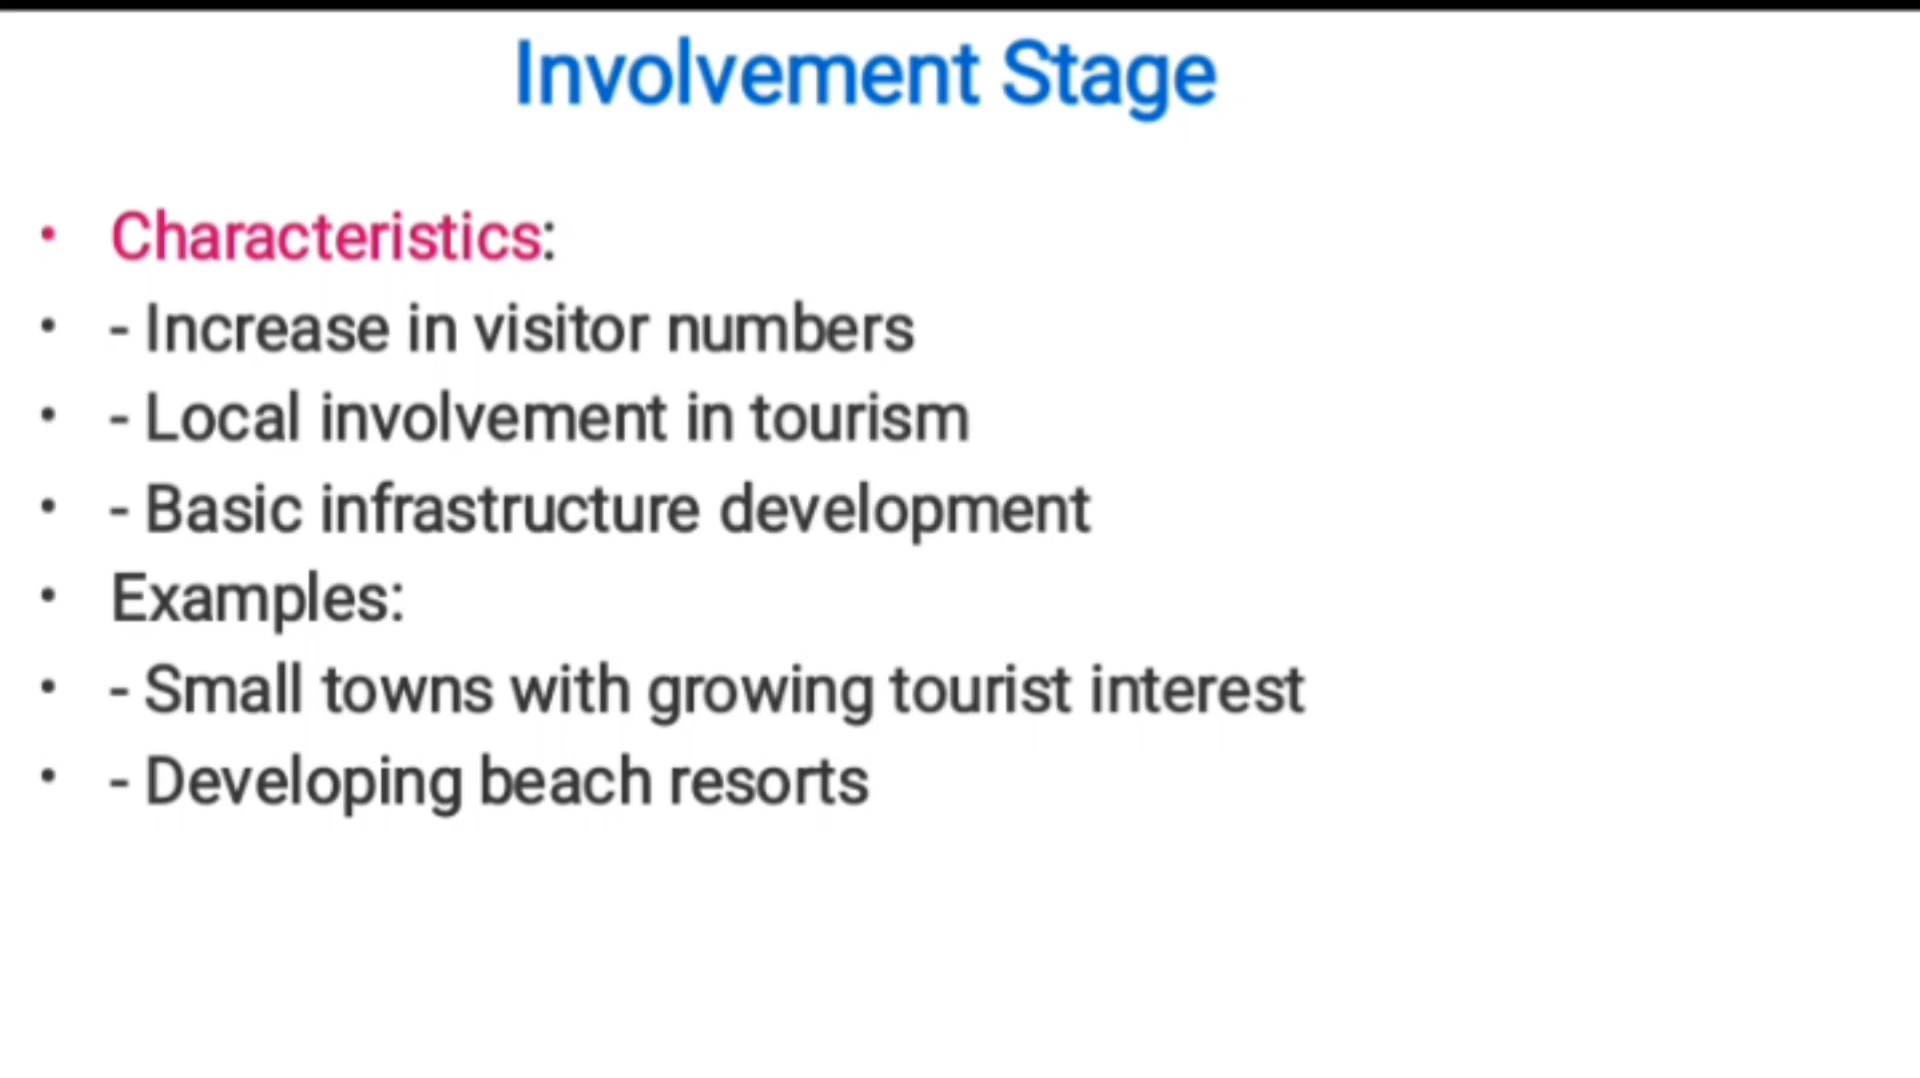 Involvement Stage
• Characteristics:
• - Increase in visitor numbers
• - Local involvement in tourism
• - Basic infrastructure development
• Examples:
• - Small towns with growing tourist interest
• - Developing beach resorts